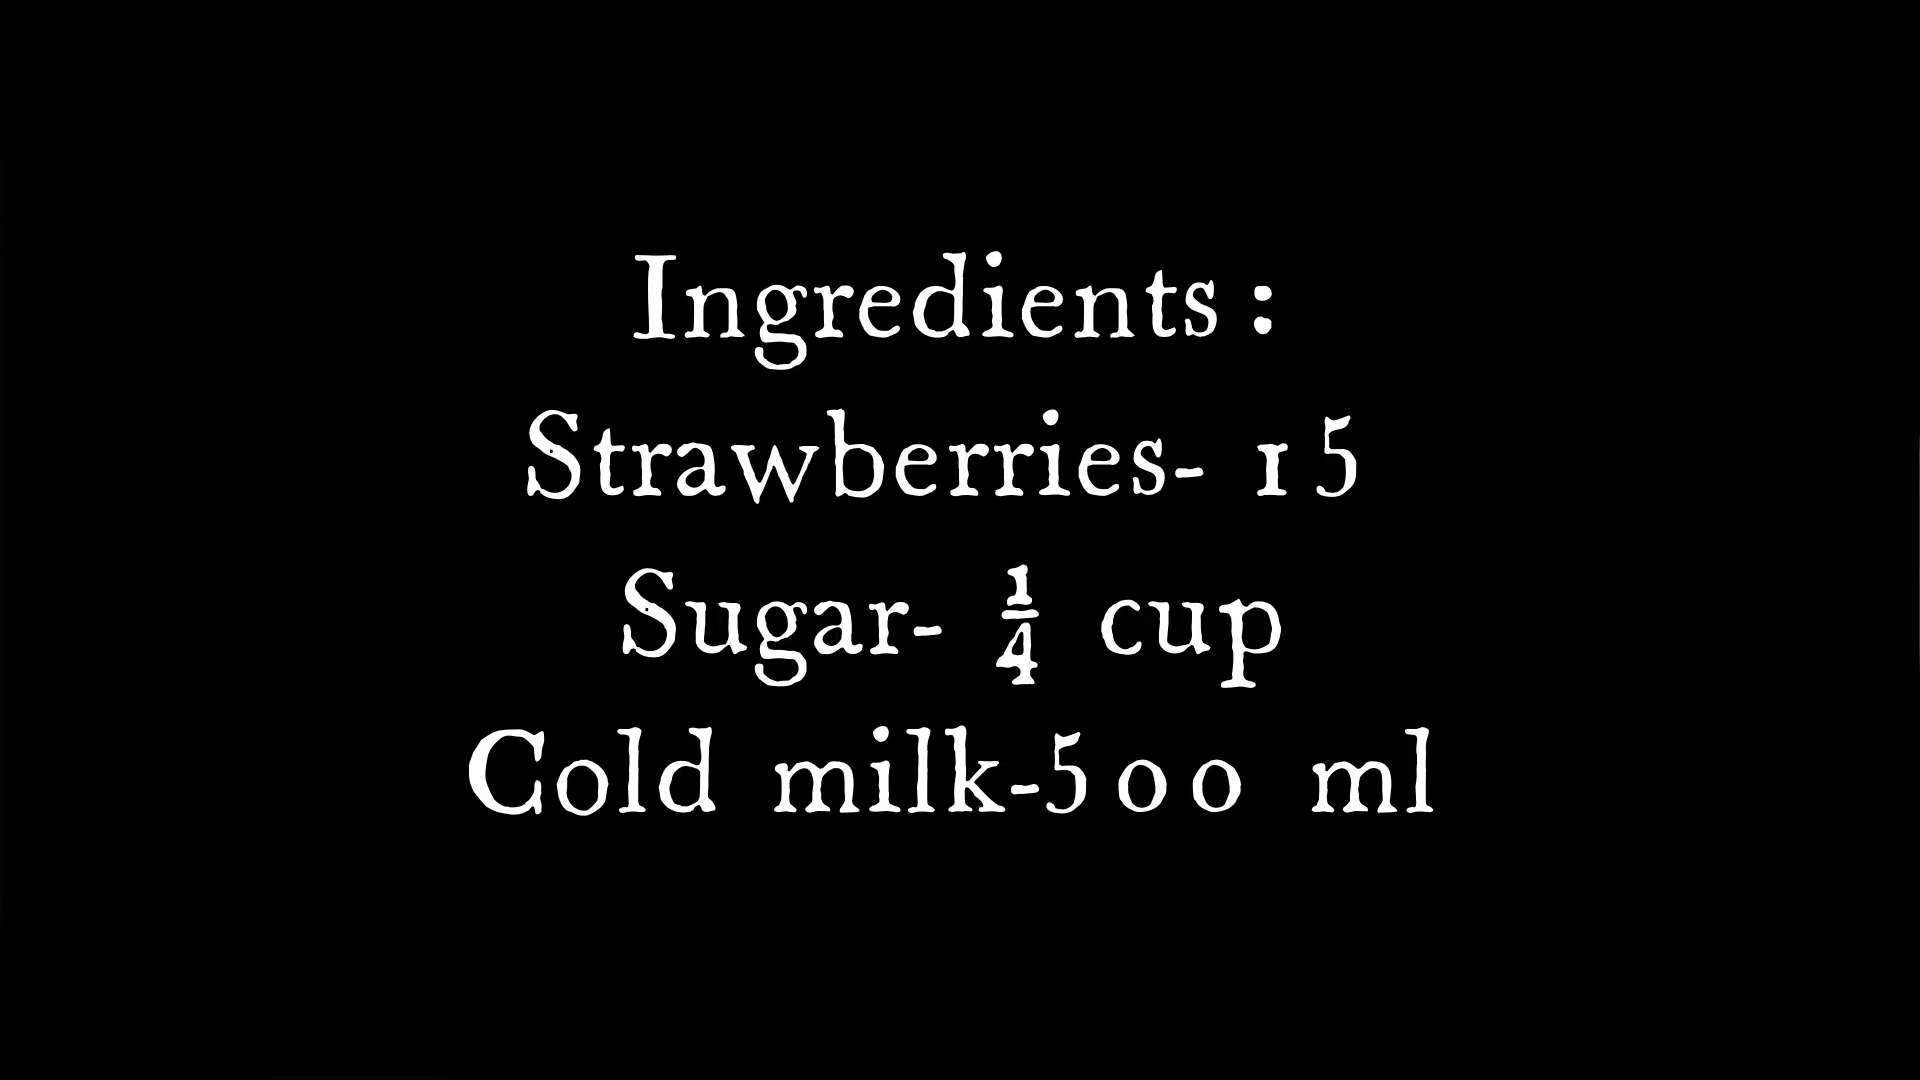 Ingredients :
Strawberries- 15
Sugar- ¼ cup
Cold milk-500 ml